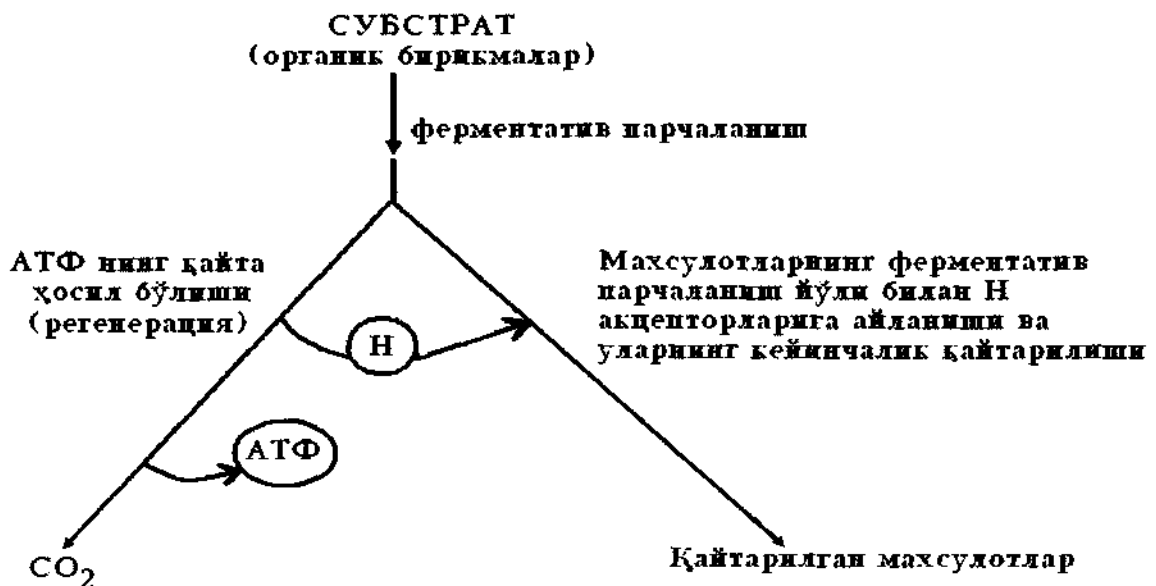 СУБСТРАТ
(органик бирикмалар)
ферментатив парчаланиш
АТФ нинг қайта
ҳосил бўлиши
(регенерация)
Махсулотларнинг ферментатив
парчаланиш йўли билан Н
акцепторларига айланиши ва
уларнинг кейинчалик қайтарилиши
Н
АТФ
CO₂
Қайтарилган махсулотлар